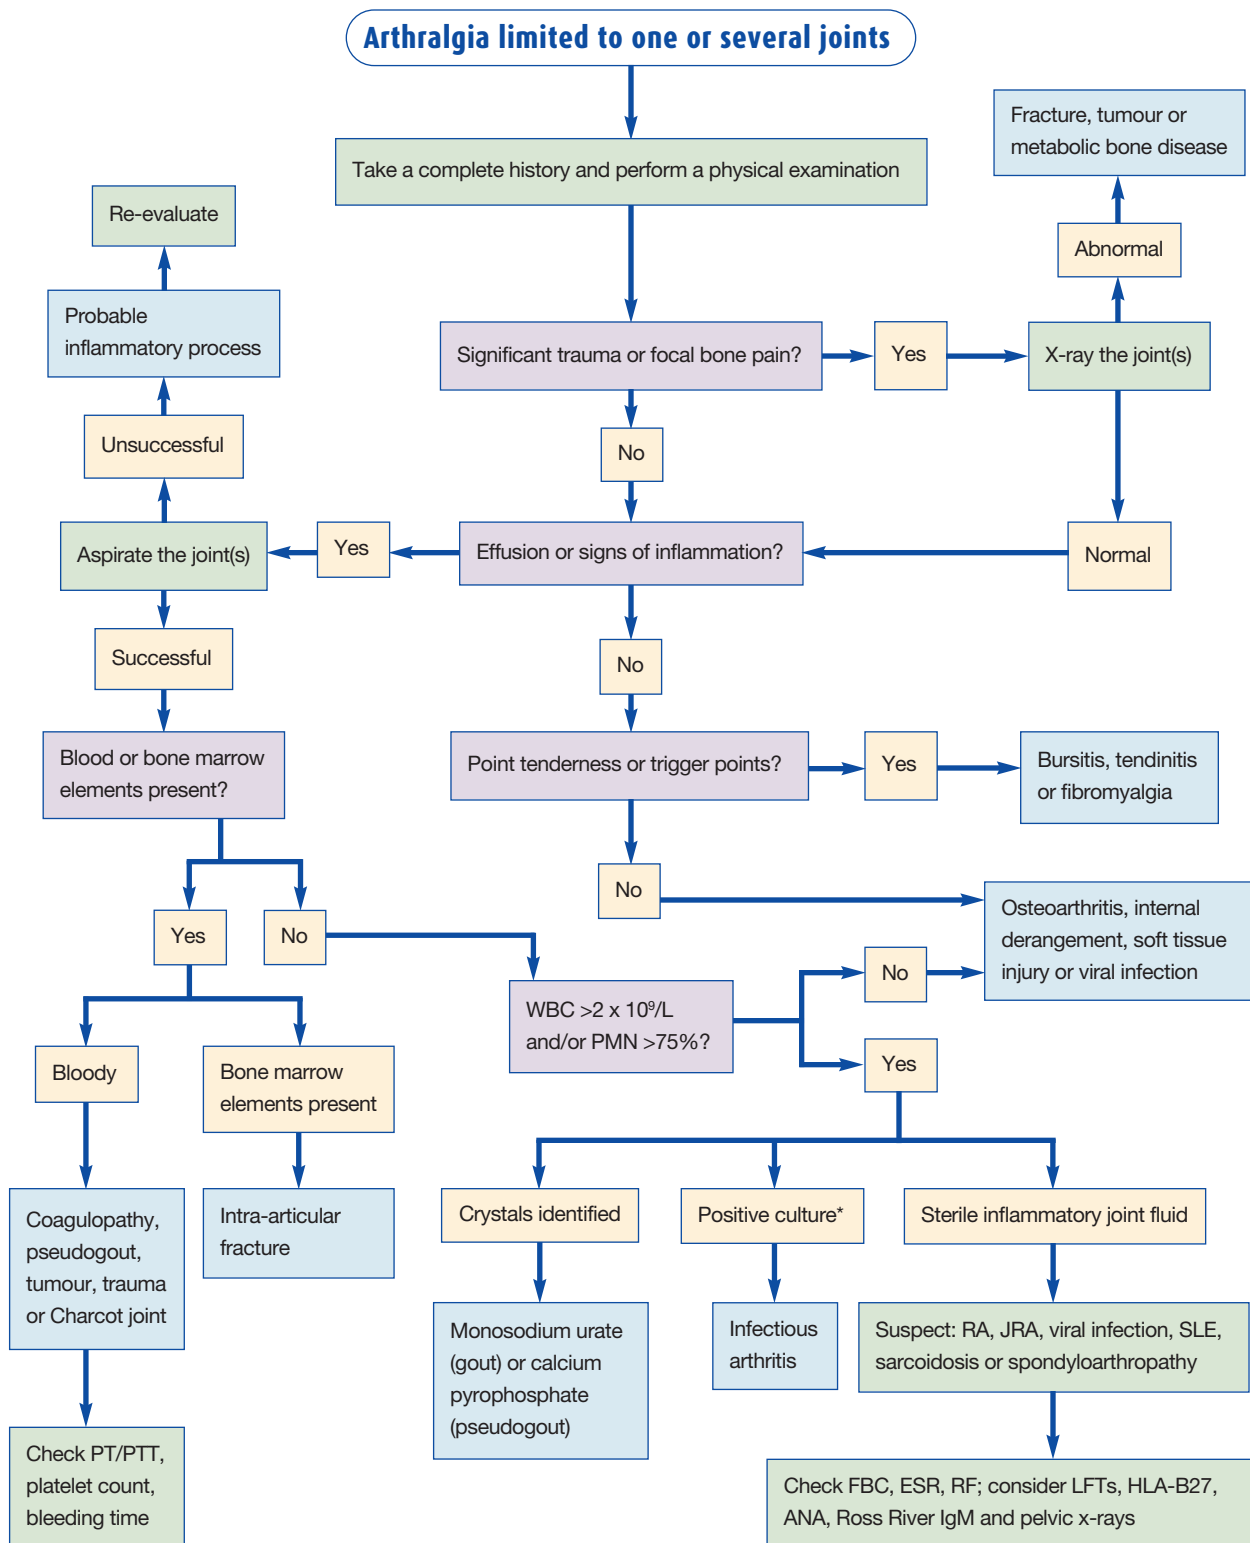 Arthralgia limited to one or several joints
Take a complete history and perform a physical examination
Fracture, tumour or
metabolic bone disease
Abnormal
Re-evaluate
Probable
inflammatory process
Significant trauma or focal bone pain?
Yes
X-ray the joint(s)
Unsuccessful
No
Aspirate the joint(s)
Yes
Effusion or signs of inflammation?
Normal
Successful
No
Blood or bone marrow
elements present?
Point tenderness or trigger points?
Yes
Bursitis, tendinitis
or fibromyalgia
No
Osteoarthritis, internal
derangement, soft tissue
injury or viral infection
Yes
No
WBC >2 x 10⁹/L
and/or PMN >75%?
No
Yes
Bloody
Bone marrow
elements present
Coagulopathy,
pseudogout,
tumour, trauma
or Charcot joint
Intra-articular
fracture
Crystals identified
Positive culture*
Sterile inflammatory joint fluid
Monosodium urate
(gout) or calcium
pyrophosphate
(pseudogout)
Infectious
arthritis
Suspect: RA, JRA, viral infection, SLE,
sarcoidosis or spondyloarthropathy
Check PT/PTT,
platelet count,
bleeding time
Check FBC, ESR, RF; consider LFTs, HLA-B27,
ANA, Ross River IgM and pelvic x-rays